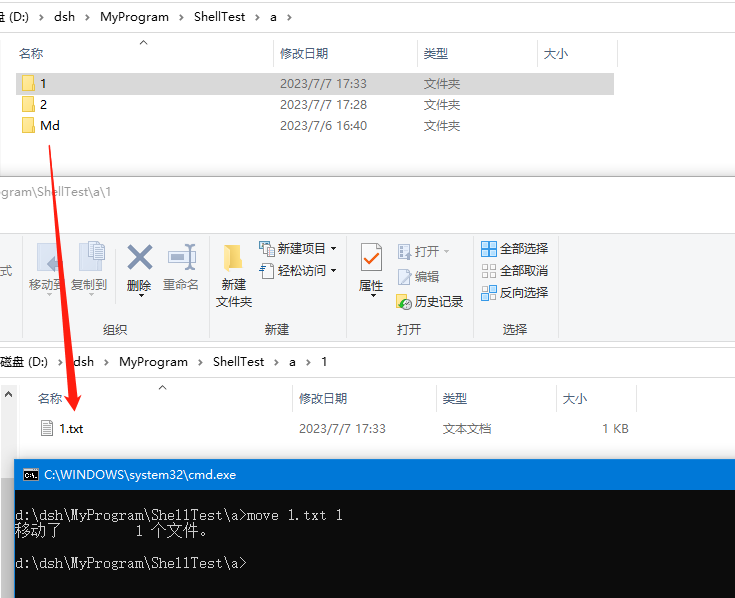 盘 (D:) › dsh › MyProgram › ShellTest › a ›
名称 修改日期 类型 大小
1 2023/7/7 17:33 文件夹
2 2023/7/7 17:28 文件夹
Md 2023/7/6 16:40 文件夹
gram\ShellTest\a\1
式 移动到 复制到 删除 重命名 新建文件夹 新建项目 轻松访问 属性 打开 编辑 历史记录 全部选择 全部取消 反向选择
组织 新建 打开 选择
磁盘 (D:) › dsh › MyProgram › ShellTest › a › 1
名称 修改日期 类型 大小
1.txt 2023/7/7 17:33 文本文档 1 KB
C:\WINDOWS\system32\cmd.exe
d:\dsh\MyProgram\ShellTest\a>move 1.txt 1
移动了         1 个文件。
d:\dsh\MyProgram\ShellTest\a>